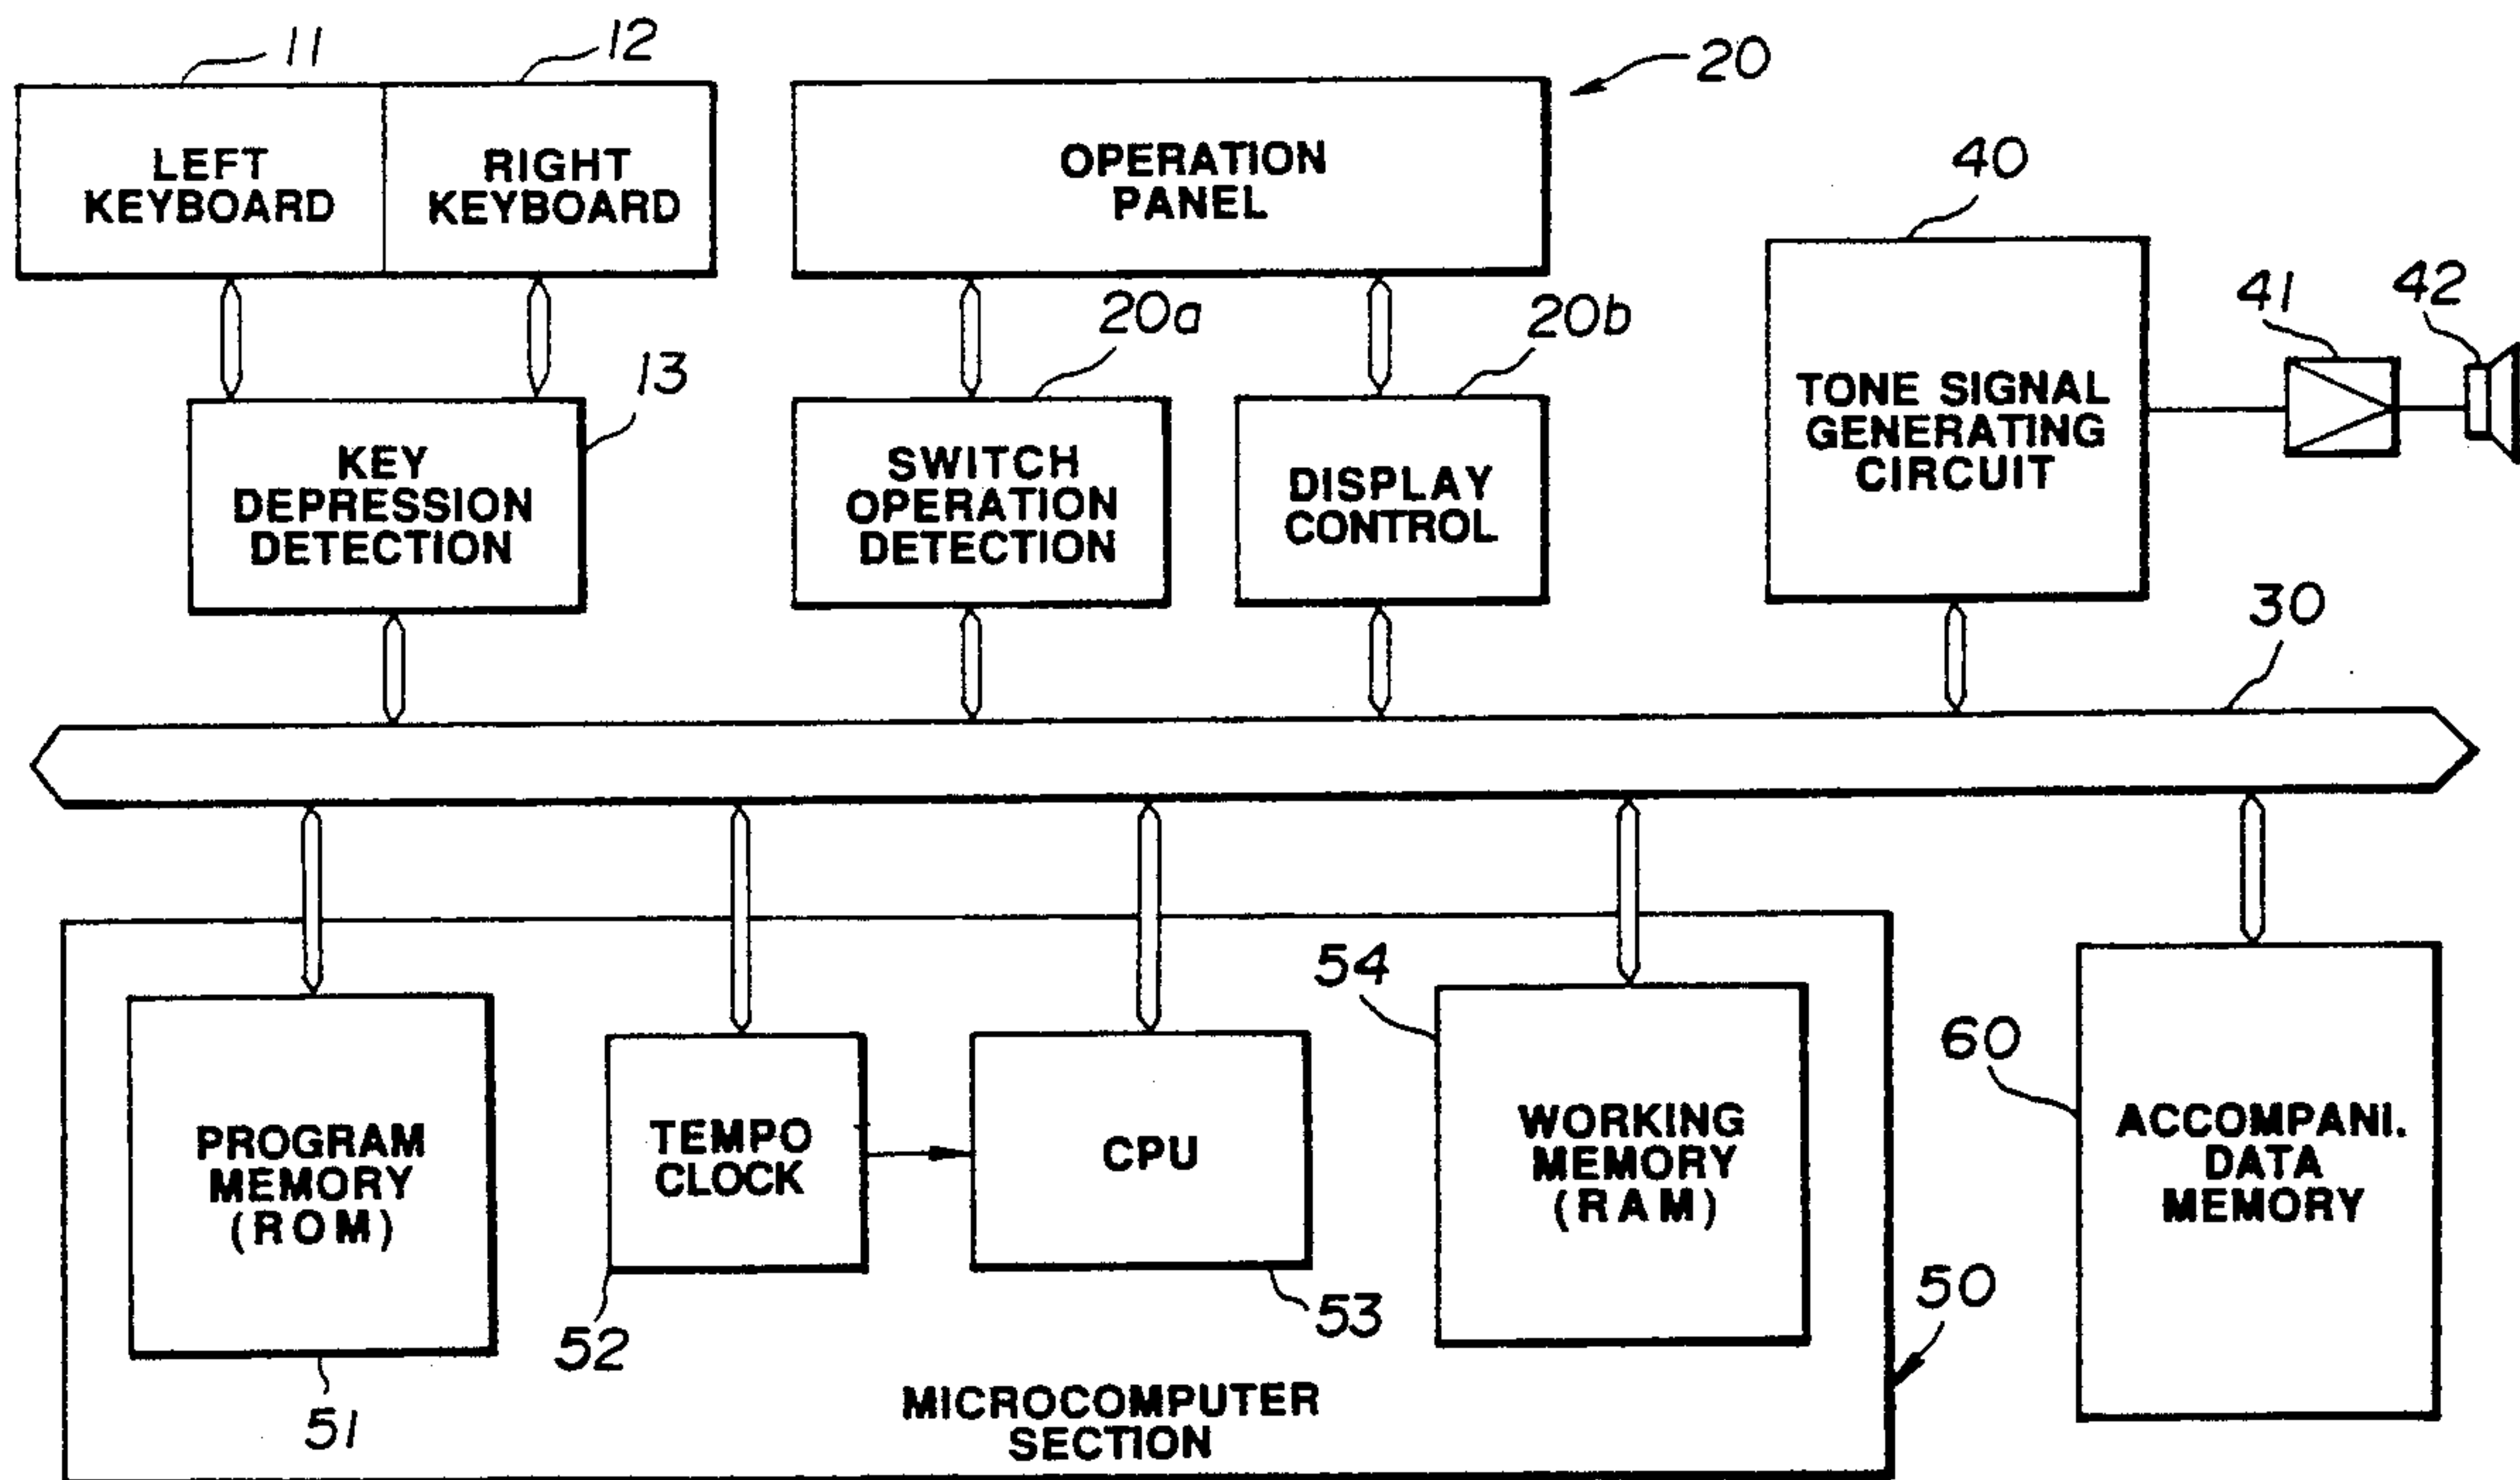 11
12
20
LEFT
KEYBOARD
RIGHT
KEYBOARD
OPERATION
PANEL
40
41
42
13
20a
20b
KEY
DEPRESSION
DETECTION
SWITCH
OPERATION
DETECTION
DISPLAY
CONTROL
TONE SIGNAL
GENERATING
CIRCUIT
30
PROGRAM
MEMORY
(ROM)
51
TEMPO
CLOCK
52
CPU
53
54
WORKING
MEMORY
(RAM)
60
ACCOMPANI.
DATA
MEMORY
50
MICROCOMPUTER
SECTION